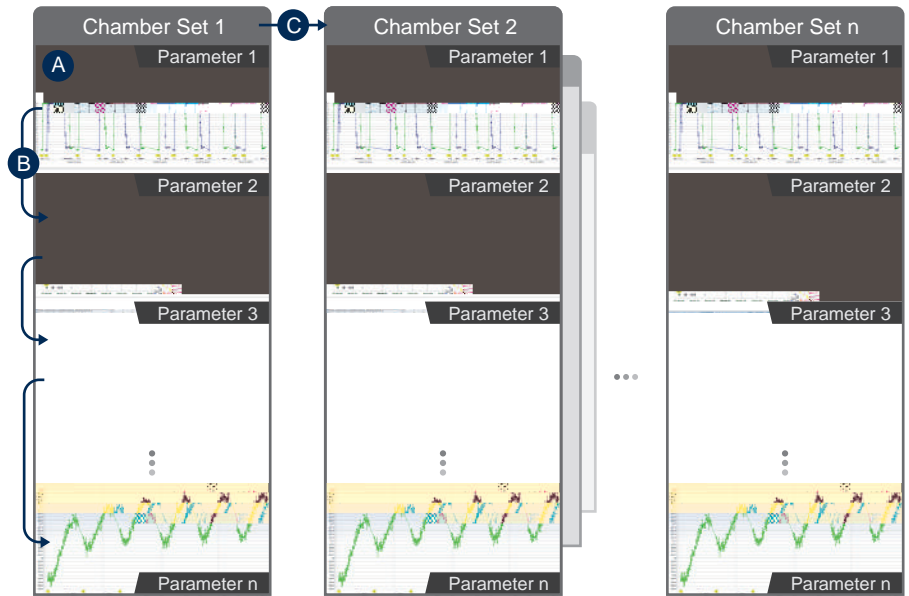 Chamber Set 1
C
Chamber Set 2
Chamber Set n
A
Parameter 1
Parameter 1
Parameter 1
B
Parameter 2
Parameter 2
Parameter 2
Parameter 3
Parameter 3
Parameter 3
Parameter n
Parameter n
Parameter n